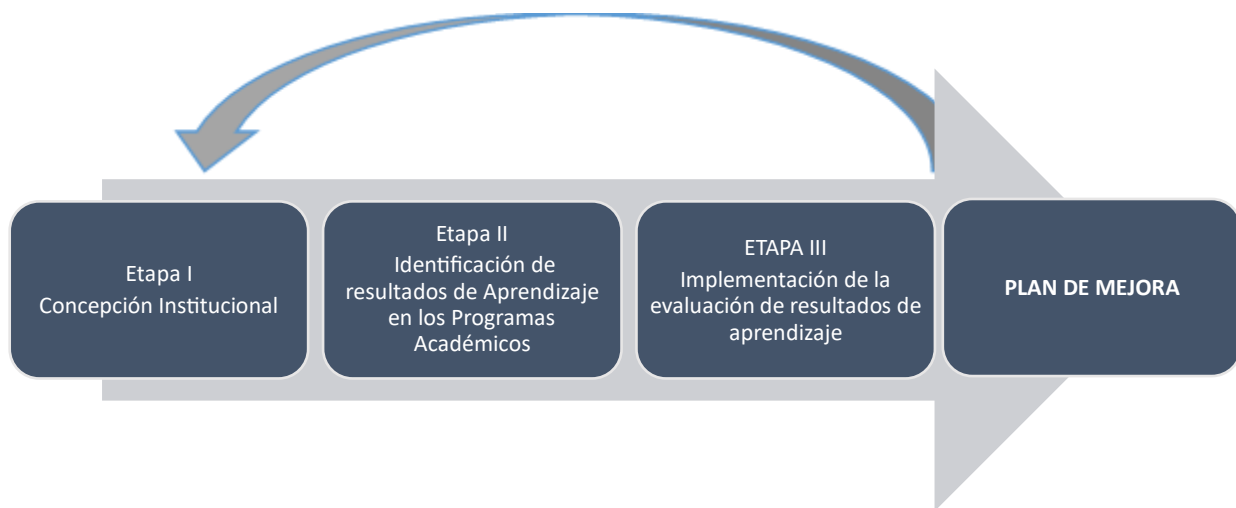 Etapa I
Concepción Institucional
Etapa II
Identificación de
resultados de Aprendizaje
en los Programas
Académicos
ETAPA III
Implementación de la
evaluación de resultados de
aprendizaje
PLAN DE MEJORA